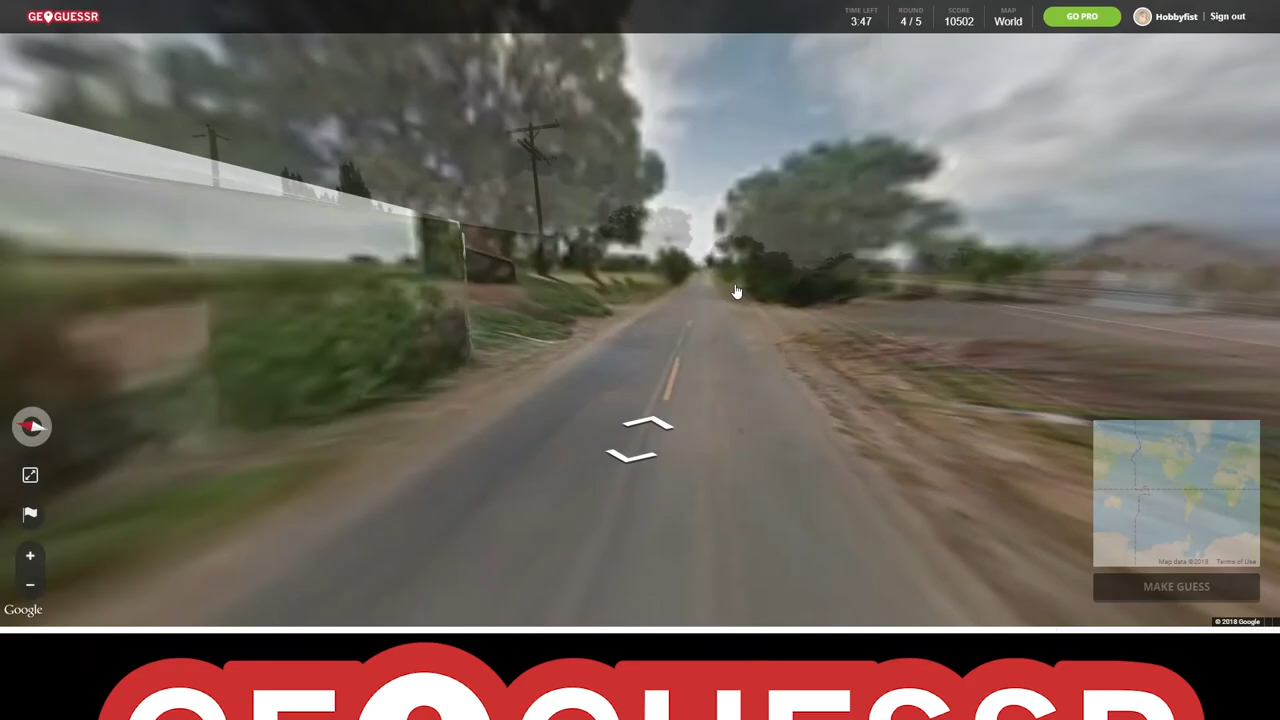 GEOGUESSR
TIME LEFT
3:47
ROUND
4 / 5
SCORE
10502
MAP
World
GO PRO
Hobbyfist | Sign out
Map data ©2018 Terms of Use
MAKE GUESS
Google
© 2018 Google
GEOGUESSR